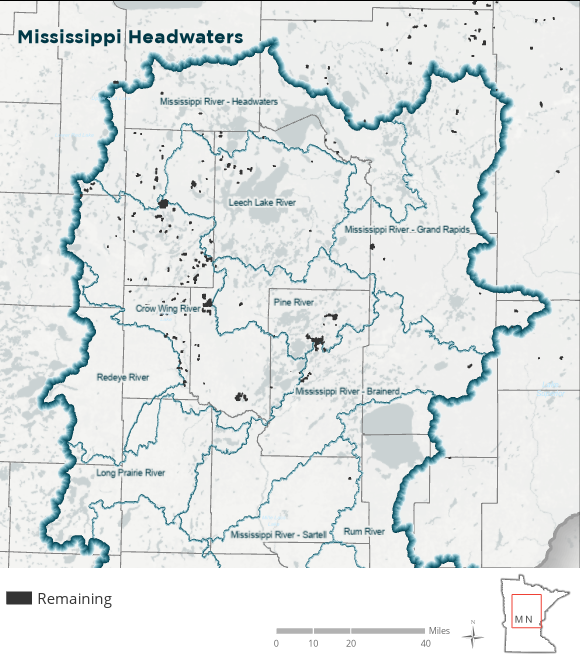 Mississippi Headwaters
Mississippi River - Headwaters
Leech Lake River
Mississippi River - Grand Rapids
Pine River
Crow Wing River
Redeye River
Mississippi River - Brainerd
Long Prairie River
Mississippi River - Sartell
Rum River
Remaining
Miles
0 10 20 40
N
MN